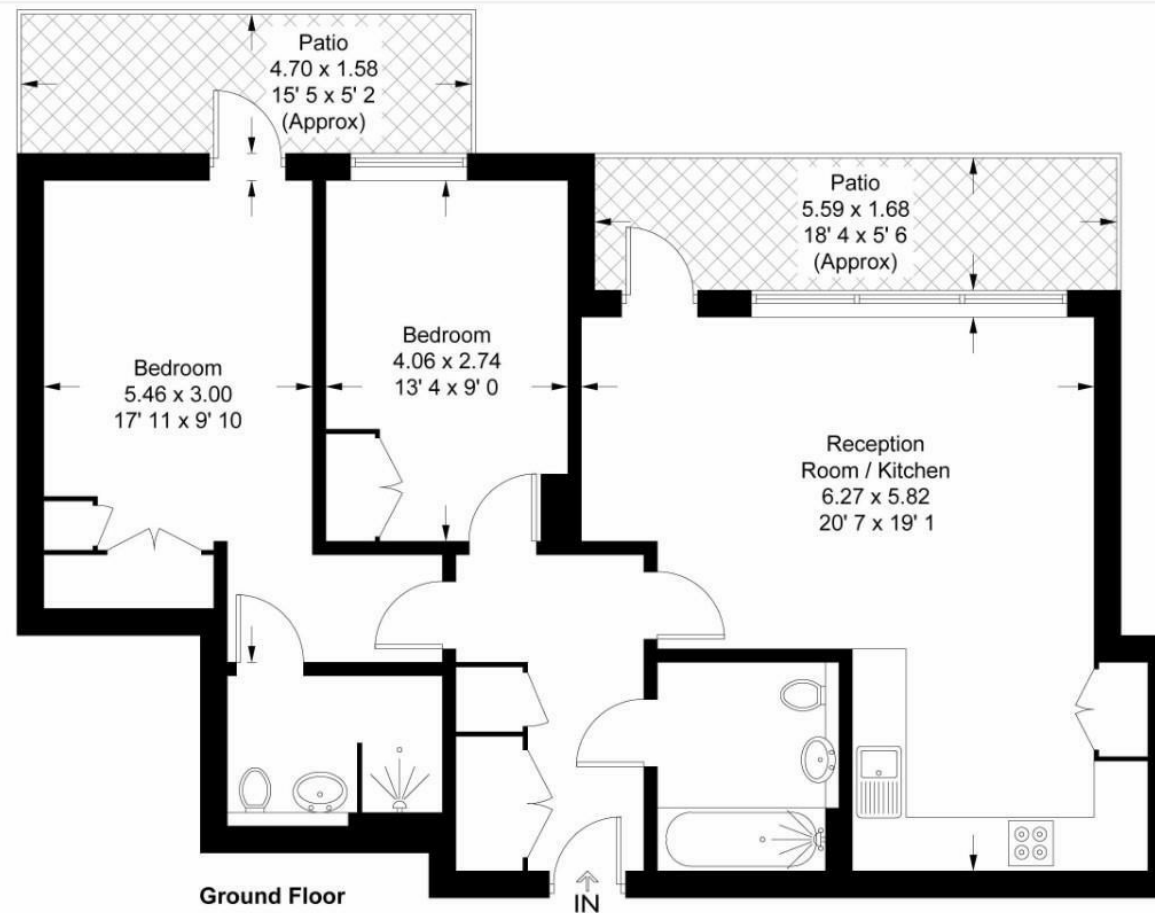 Patio
4.70 x 1.58
15' 5 x 5' 2
(Approx)
Patio
5.59 x 1.68
18' 4 x 5' 6
(Approx)
Bedroom
5.46 x 3.00
17' 11 x 9' 10
Bedroom
4.06 x 2.74
13' 4 x 9' 0
Reception
Room / Kitchen
6.27 x 5.82
20' 7 x 19' 1
Ground Floor
IN